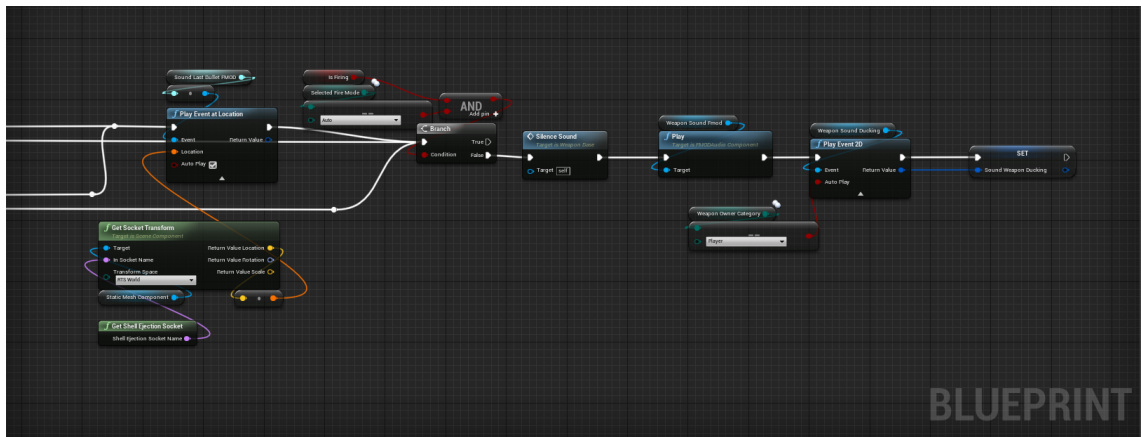 Sound Last Bullet FMOD
Play Event at Location
Event
Return Value
Location
Auto Play
Is Firing
Selected Fire Mode
==
Auto
AND
Add pin +
Branch
True
Condition
False
Silence Sound
Target is Weapon Base
Target
self
Weapon Sound Fmod
Play
Target is FMODAudio Component
Target
Weapon Sound Ducking
Play Event 2D
Event
Return Value
Auto Play
SET
Sound Weapon Ducking
Weapon Owner Category
==
Player
Get Socket Transform
Target is Scene Component
Target
Return Value Location
In Socket Name
Return Value Rotation
Transform Space
Return Value Scale
RTS World
Static Mesh Component
Get Shell Ejection Socket
Shell Ejection Socket Name
BLUEPRINT